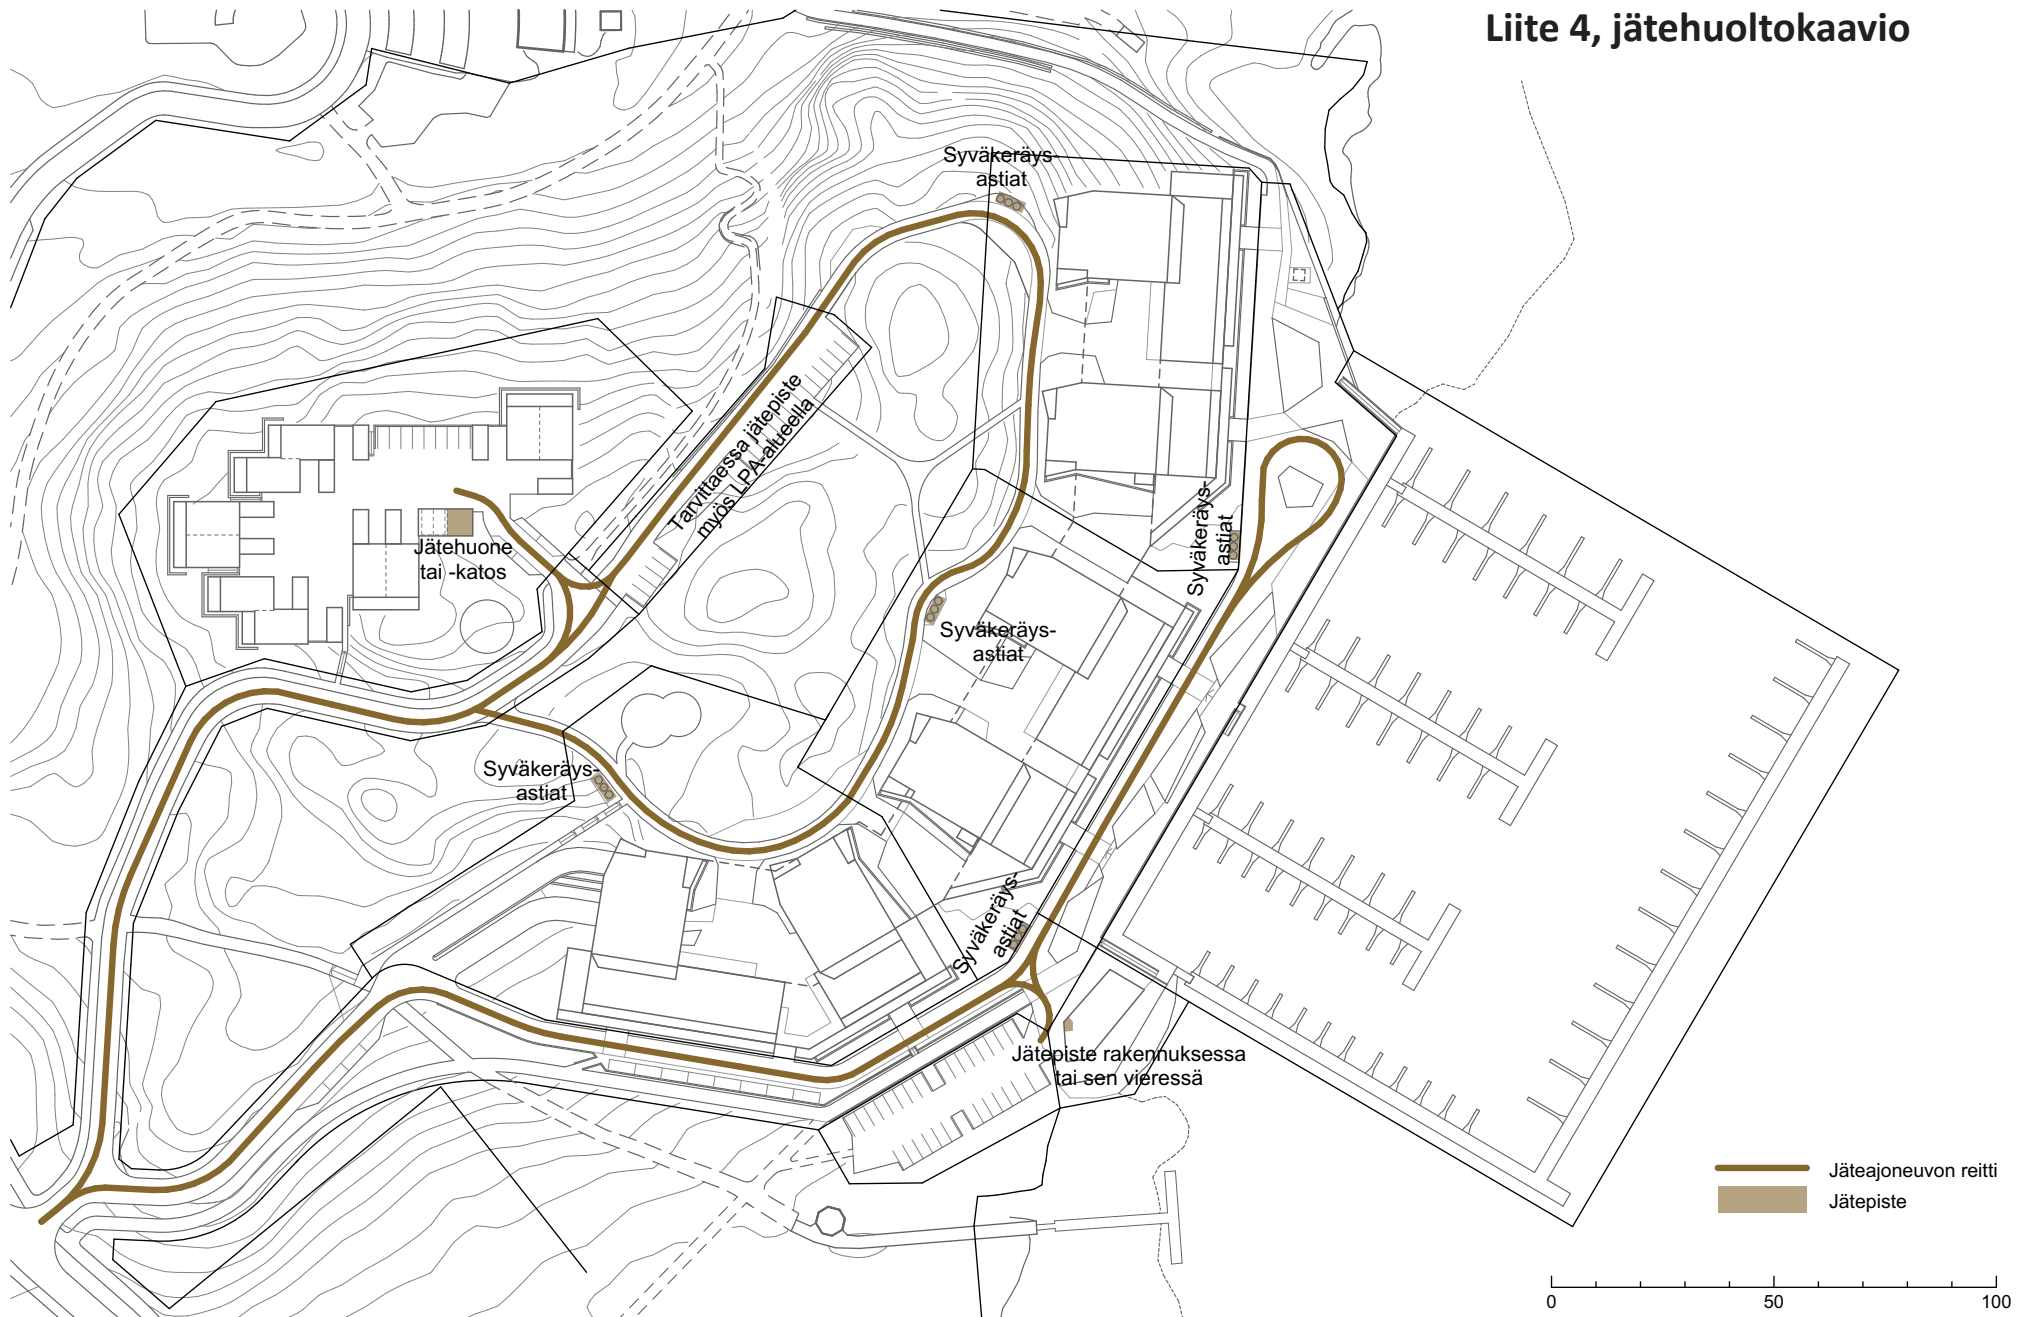 Liite 4, jätehuoltokaavio
Syväkeräys-
astiat
Tarvittaessa jätepiste
myös LPA-alueella
Jätehuone
tai -katos
Syväkeräys-
astiat
Syväkeräys-
astiat
Syväkeräys-
astiat
Syväkeräys-
astiat
Jätepiste rakennuksessa
tai sen vieressä
Jäteajoneuvon reitti
Jätepiste
0 50 100